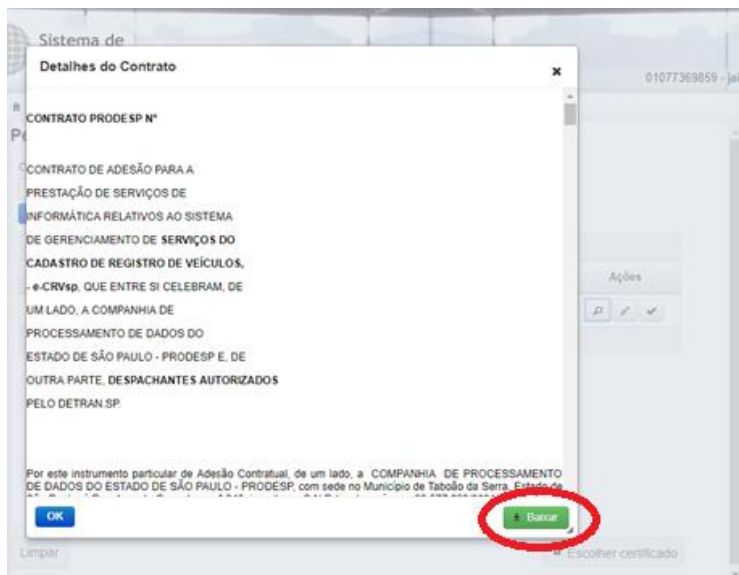 Sistema de
Detalhes do Contrato
×
01077369859 - jai
CONTRATO PRODESP Nº
Pe
CONTRATO DE ADESÃO PARA A
PRESTAÇÃO DE SERVIÇOS DE
INFORMÁTICA RELATIVOS AO SISTEMA
DE GERENCIAMENTO DE SERVIÇOS DO
CADASTRO DE REGISTRO DE VEÍCULOS,
- e-CRVsp, QUE ENTRE SI CELEBRAM, DE
Ações
UM LADO, A COMPANHIA DE
PROCESSAMENTO DE DADOS DO
ESTADO DE SÃO PAULO - PRODESP E, DE
OUTRA PARTE, DESPACHANTES AUTORIZADOS
PELO DETRAN.SP.
Por este instrumento particular de Adesão Contratual, de um lado, a COMPANHIA DE PROCESSAMENTO
DE DADOS DO ESTADO DE SÃO PAULO - PRODESP, com sede no Município de Taboão da Serra, Estado de
OK
Baixar
Limpar
Escolher certificado